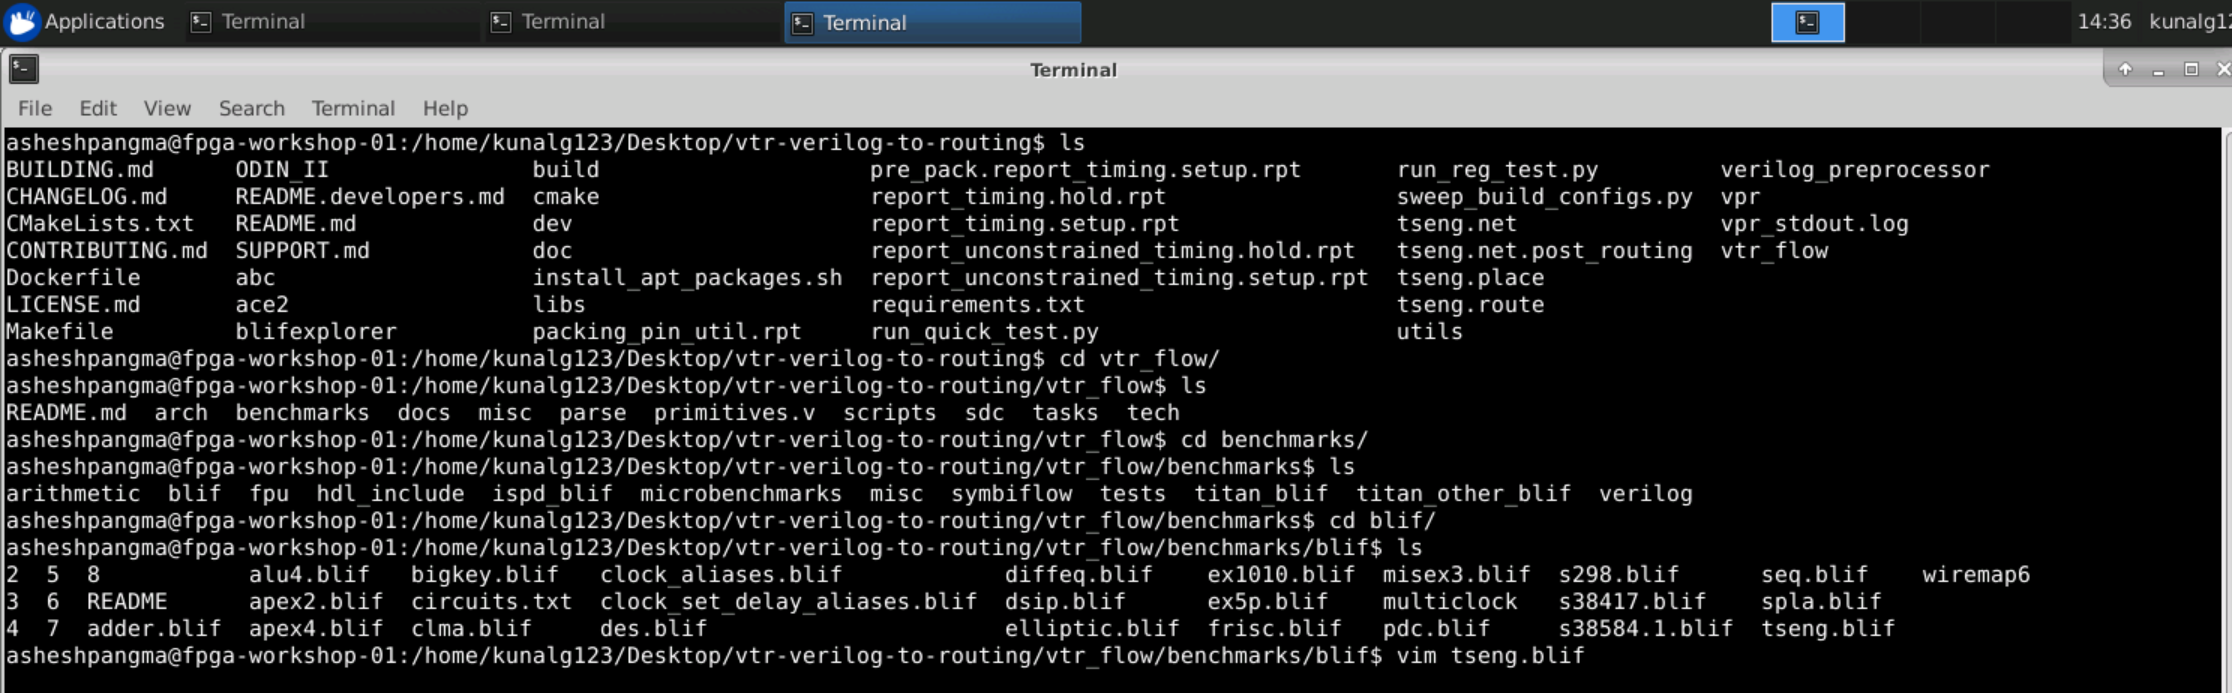 Applications Terminal Terminal Terminal 14:36
Terminal
File Edit View Search Terminal Help
asheshpangma@fpga-workshop-01:/home/kunalg123/Desktop/vtr-verilog-to-routing$ ls
BUILDING.md ODIN_II build pre_pack.report_timing.setup.rpt run_reg_test.py verilog_preprocessor
CHANGELOG.md README.developers.md cmake report_timing.hold.rpt sweep_build_configs.py vpr
CMakeLists.txt README.md dev report_timing.setup.rpt tseng.net vpr_stdout.log
CONTRIBUTING.md SUPPORT.md doc report_unconstrained_timing.hold.rpt tseng.net.post_routing vtr_flow
Dockerfile abc install_apt_packages.sh report_unconstrained_timing.setup.rpt tseng.place
LICENSE.md ace2 libs requirements.txt tseng.route
Makefile blifexplorer packing_pin_util.rpt run_quick_test.py utils
asheshpangma@fpga-workshop-01:/home/kunalg123/Desktop/vtr-verilog-to-routing$ cd vtr_flow/
asheshpangma@fpga-workshop-01:/home/kunalg123/Desktop/vtr-verilog-to-routing/vtr_flow$ ls
README.md arch benchmarks docs misc parse primitives.v scripts sdc tasks tech
asheshpangma@fpga-workshop-01:/home/kunalg123/Desktop/vtr-verilog-to-routing/vtr_flow$ cd benchmarks/
asheshpangma@fpga-workshop-01:/home/kunalg123/Desktop/vtr-verilog-to-routing/vtr_flow/benchmarks$ ls
arithmetic blif fpu hdl_include ispd_blif microbenchmarks misc symbiflow tests titan_blif titan_other_blif verilog
asheshpangma@fpga-workshop-01:/home/kunalg123/Desktop/vtr-verilog-to-routing/vtr_flow/benchmarks$ cd blif/
asheshpangma@fpga-workshop-01:/home/kunalg123/Desktop/vtr-verilog-to-routing/vtr_flow/benchmarks/blif$ ls
2 5 8 alu4.blif bigkey.blif clock_aliases.blif diffeq.blif ex1010.blif misex3.blif s298.blif seq.blif wiremap6
3 6 README apex2.blif circuits.txt clock_set_delay_aliases.blif dsip.blif ex5p.blif multiclock s38417.blif spla.blif
4 7 adder.blif apex4.blif clma.blif des.blif elliptic.blif frisc.blif pdc.blif s38584.1.blif tseng.blif
asheshpangma@fpga-workshop-01:/home/kunalg123/Desktop/vtr-verilog-to-routing/vtr_flow/benchmarks/blif$ vim tseng.blif